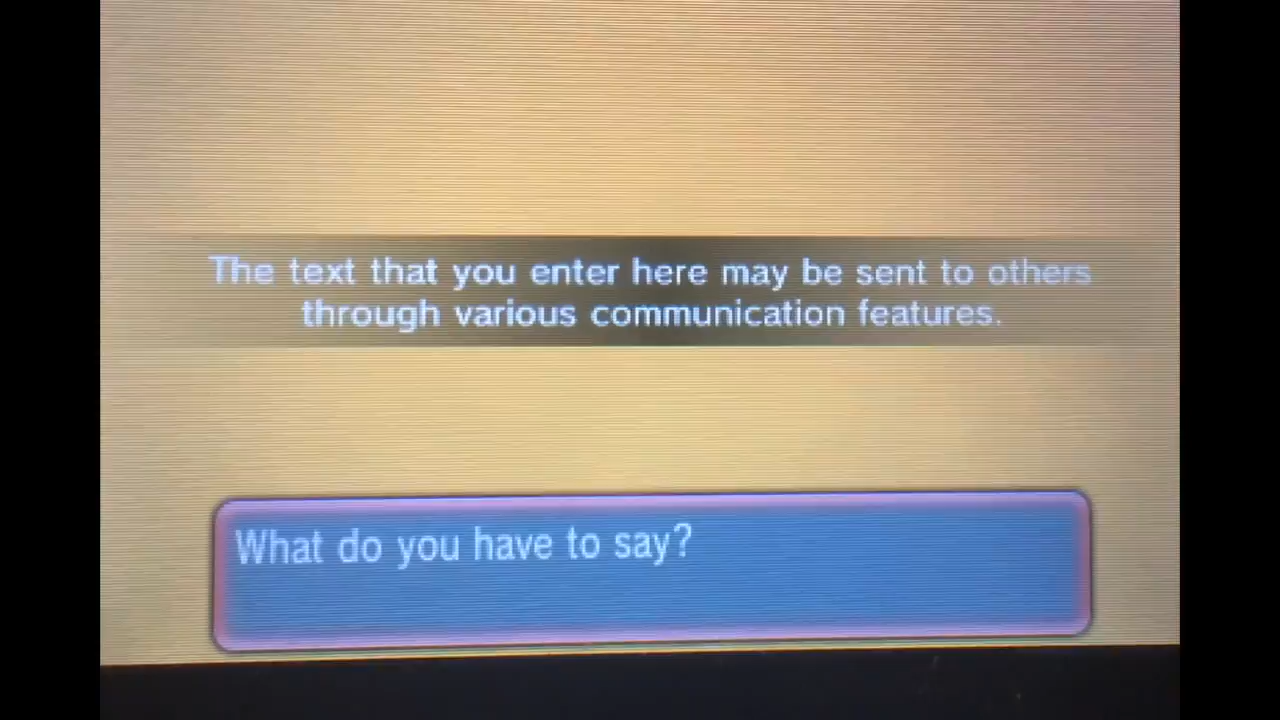 The text that you enter here may be sent to others
through various communication features.
What do you have to say?